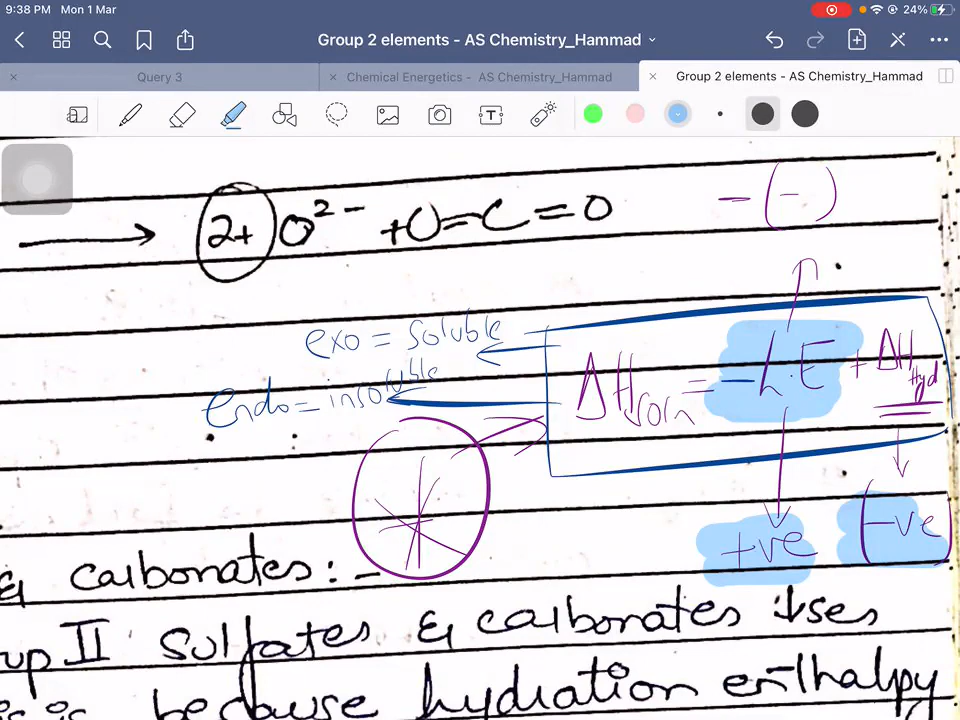 9:38 PM Mon 1 Mar 24%
Group 2 elements - AS Chemistry_Hammad
Query 3
Chemical Energetics - AS Chemistry_Hammad
Group 2 elements - AS Chemistry_Hammad
T
→ 2+ O²⁻ + O=C=O
-(-)
exo = soluble
endo = insoluble
ΔHsoln = -L.E + ΔHHyd
+ve
-ve
& carbonates:-
up II Sulfates & carbonates
is because hydration enthalpy